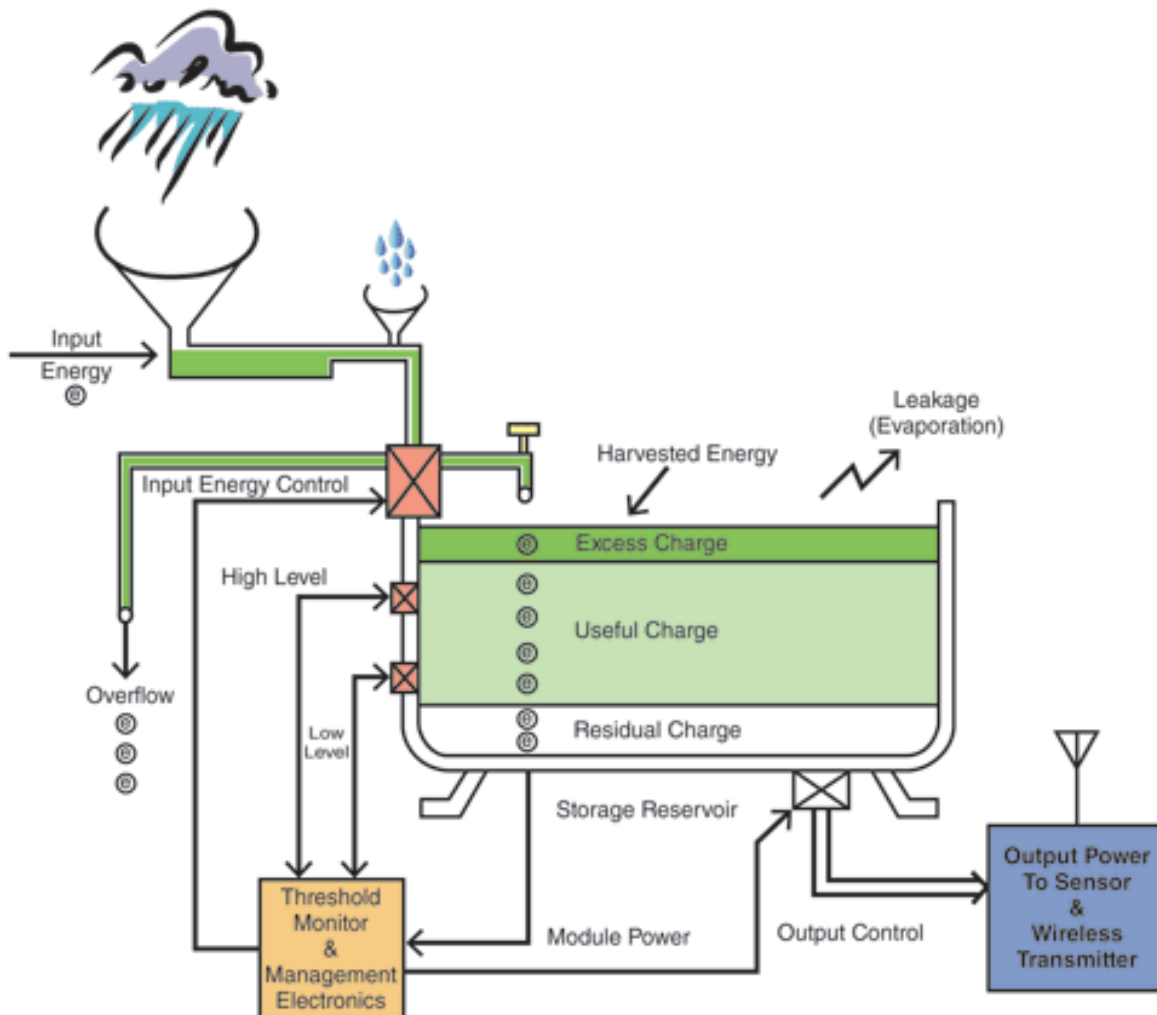 Input
Energy
e
Leakage
(Evaporation)
Harvested Energy
Input Energy Control
e
Excess Charge
High Level
e
e
Useful Charge
e
e
Overflow
e
e
e
Low
Level
e
Residual Charge
e
Storage Reservoir
Threshold
Monitor
&
Management
Electronics
Module Power
Output Control
Output Power
To Sensor
&
Wireless
Transmitter